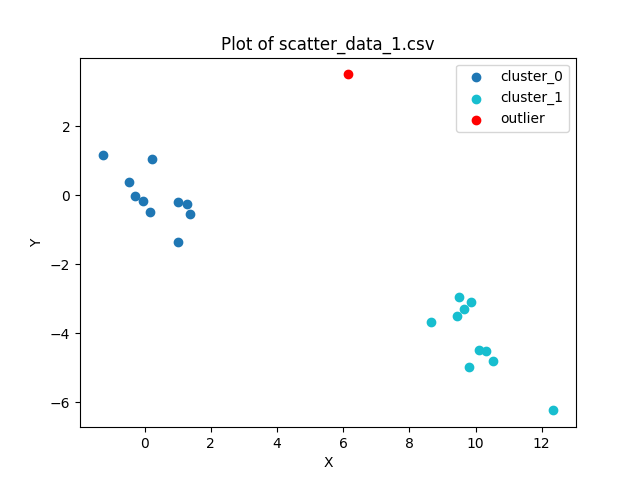 Plot of scatter_data_1.csv
cluster_0
cluster_1
outlier
2
0
−2
−4
−6
Y
0 2 4 6 8 10 12
X